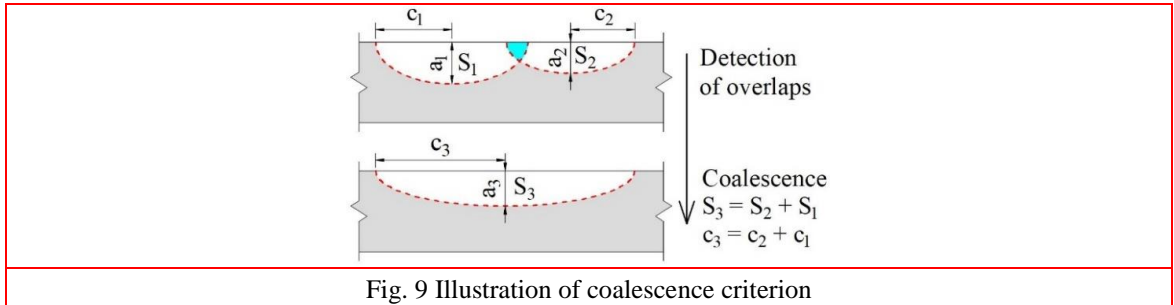 c₁
c₂
a₁ S₁
a₂ S₂
Detection
of overlaps
c₃
a₃ S₃
Coalescence
S₃ = S₂ + S₁
c₃ = c₂ + c₁
Fig. 9 Illustration of coalescence criterion